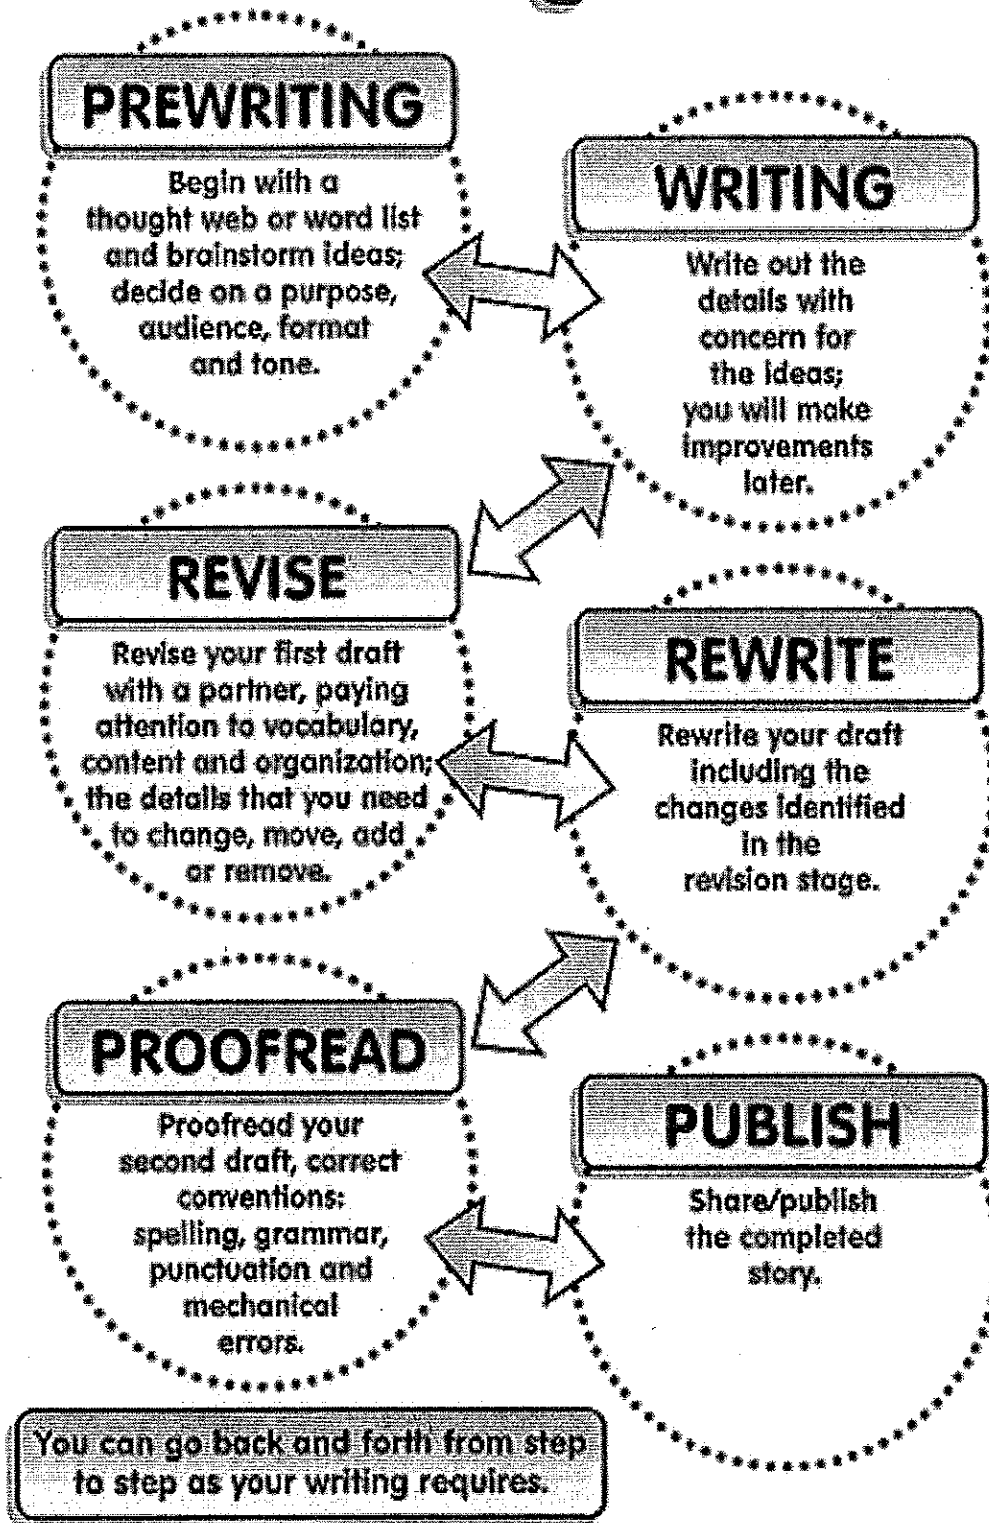 PREWRITING
Begin with a
thought web or word list
and brainstorm ideas;
decide on a purpose,
audience, format
and tone.
WRITING
Write out the
details with
concern for
the ideas;
you will make
improvements
later.
REVISE
Revise your first draft
with a partner, paying
attention to vocabulary,
content and organization;
the details that you need
to change, move, add
or remove.
REWRITE
Rewrite your draft
including the
changes identified
in the
revision stage.
PROOFREAD
Proofread your
second draft, correct
conventions:
spelling, grammar,
punctuation and
mechanical
errors.
PUBLISH
Share/publish
the completed
story.
You can go back and forth from step
to step as your writing requires.